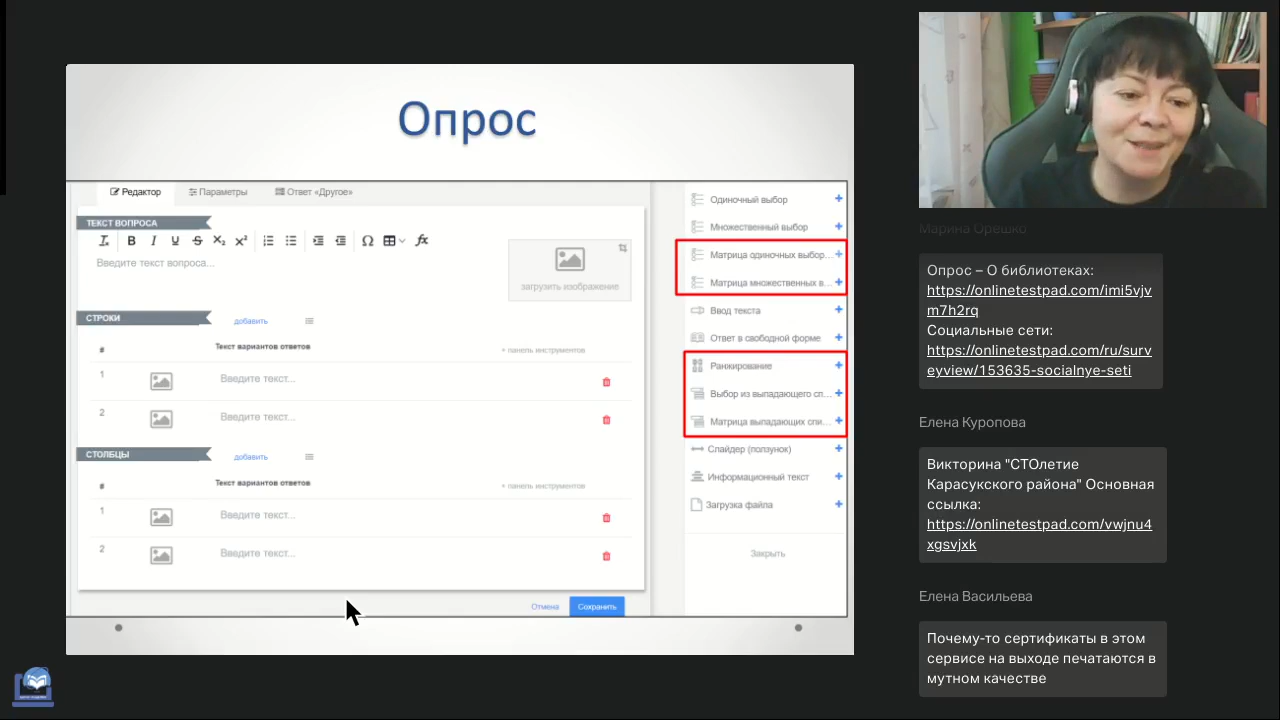 Опрос
Редактор
Параметры
Ответ «Другое»
ТЕКСТ ВОПРОСА
B I U S X₂ X² Ω fx
Введите текст вопроса...
загрузить изображение
СТРОКИ
добавить
# Текст вариантов ответов + панель инструментов
1 Введите текст...
2 Введите текст...
СТОЛБЦЫ
добавить
# Текст вариантов ответов + панель инструментов
1 Введите текст...
2 Введите текст...
Отмена
Сохранить
Одиночный выбор +
Множественный выбор +
Матрица одиночных выбор... +
Матрица множественных в... +
Ввод текста +
Ответ в свободной форме +
Ранжирование +
Выбор из выпадающего сп... +
Матрица выпадающих спи... +
Слайдер (ползунок) +
Информационный текст +
Загрузка файла +
Закрыть
Марина Орешко
Опрос – О библиотеках:
https://onlinetestpad.com/imi5vjv
m7h2rq
Социальные сети:
https://onlinetestpad.com/ru/surv
eyview/153635-socialnye-seti
Елена Куропова
Викторина "СТОлетие
Карасукского района" Основная
ссылка:
https://onlinetestpad.com/vwjnu4
xgsvjxk
Елена Васильева
Почему-то сертификаты в этом
сервисе на выходе печатаются в
мутном качестве